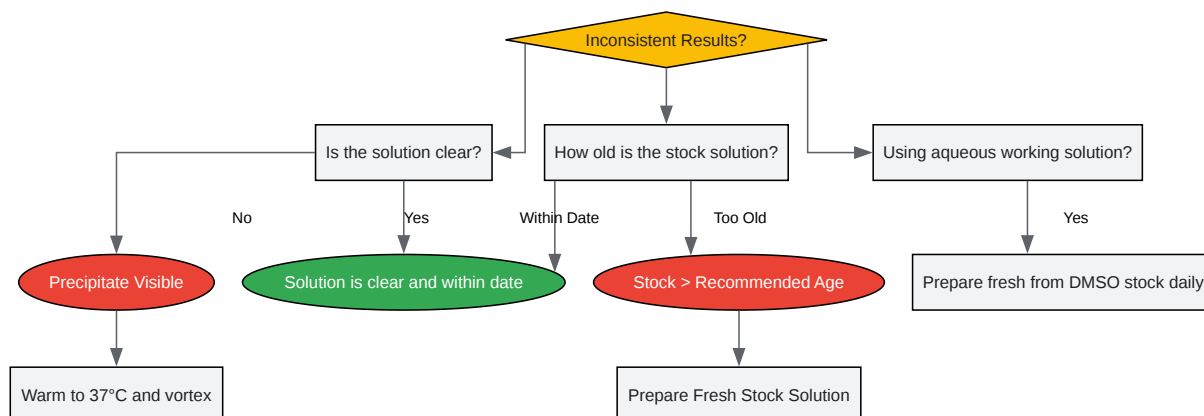 Inconsistent Results?
Is the solution clear?
How old is the stock solution?
Using aqueous working solution?
No
Yes
Within Date
Too Old
Yes
Precipitate Visible
Solution is clear and within date
Stock > Recommended Age
Prepare fresh from DMSO stock daily
Warm to 37°C and vortex
Prepare Fresh Stock Solution